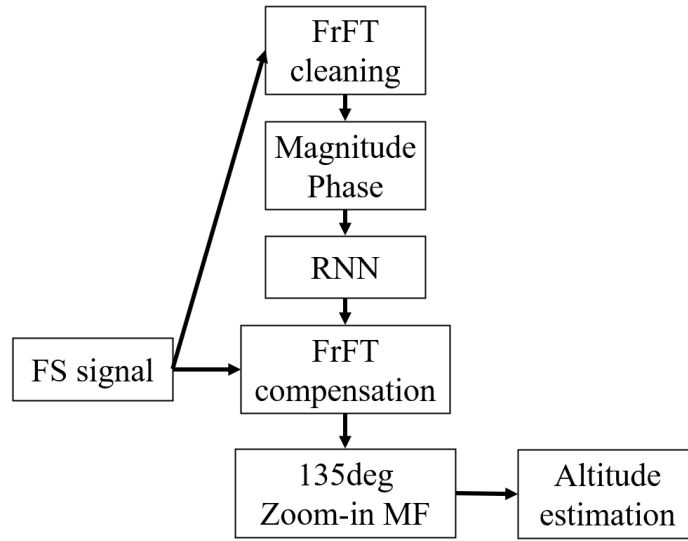 FrFT
cleaning
Magnitude
Phase
RNN
FS signal
FrFT
compensation
135deg
Zoom-in MF
Altitude
estimation